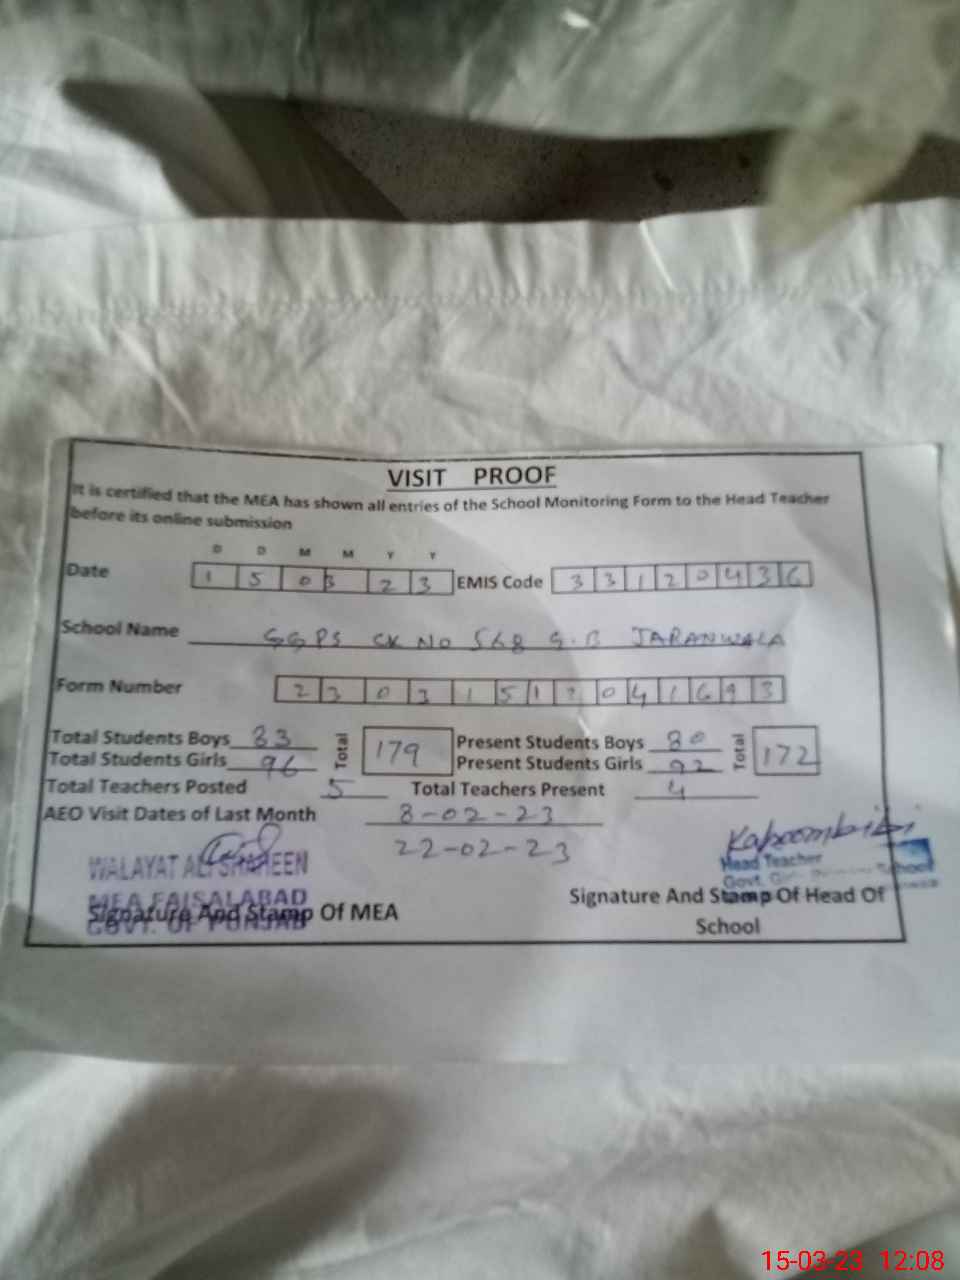 VISIT PROOF
It is certified that the MEA has shown all entries of the School Monitoring Form to the Head Teacher
before its online submission
D D M M Y Y
Date 1 5 0 3 2 3 EMIS Code 3 3 1 2 0 4 3 6
School Name GGPS CK NO 568 G.B JARANWALA
Form Number 2 3 0 3 1 5 1 2 0 4 1 6 9 3
Total Students Boys 83 Total 179 Present Students Boys 80 Total 172
Total Students Girls 96 Present Students Girls 92
Total Teachers Posted 5 Total Teachers Present 4
AEO Visit Dates of Last Month 8-02-23
22-02-23
WALAYAT ALI SHAHEEN
MEA FAISALABAD
GOVT. OF PUNJAB
Signature And Stamp Of MEA
Head Teacher
Govt. School
Signature And Stamp Of Head Of
School
15-03-23 12:08